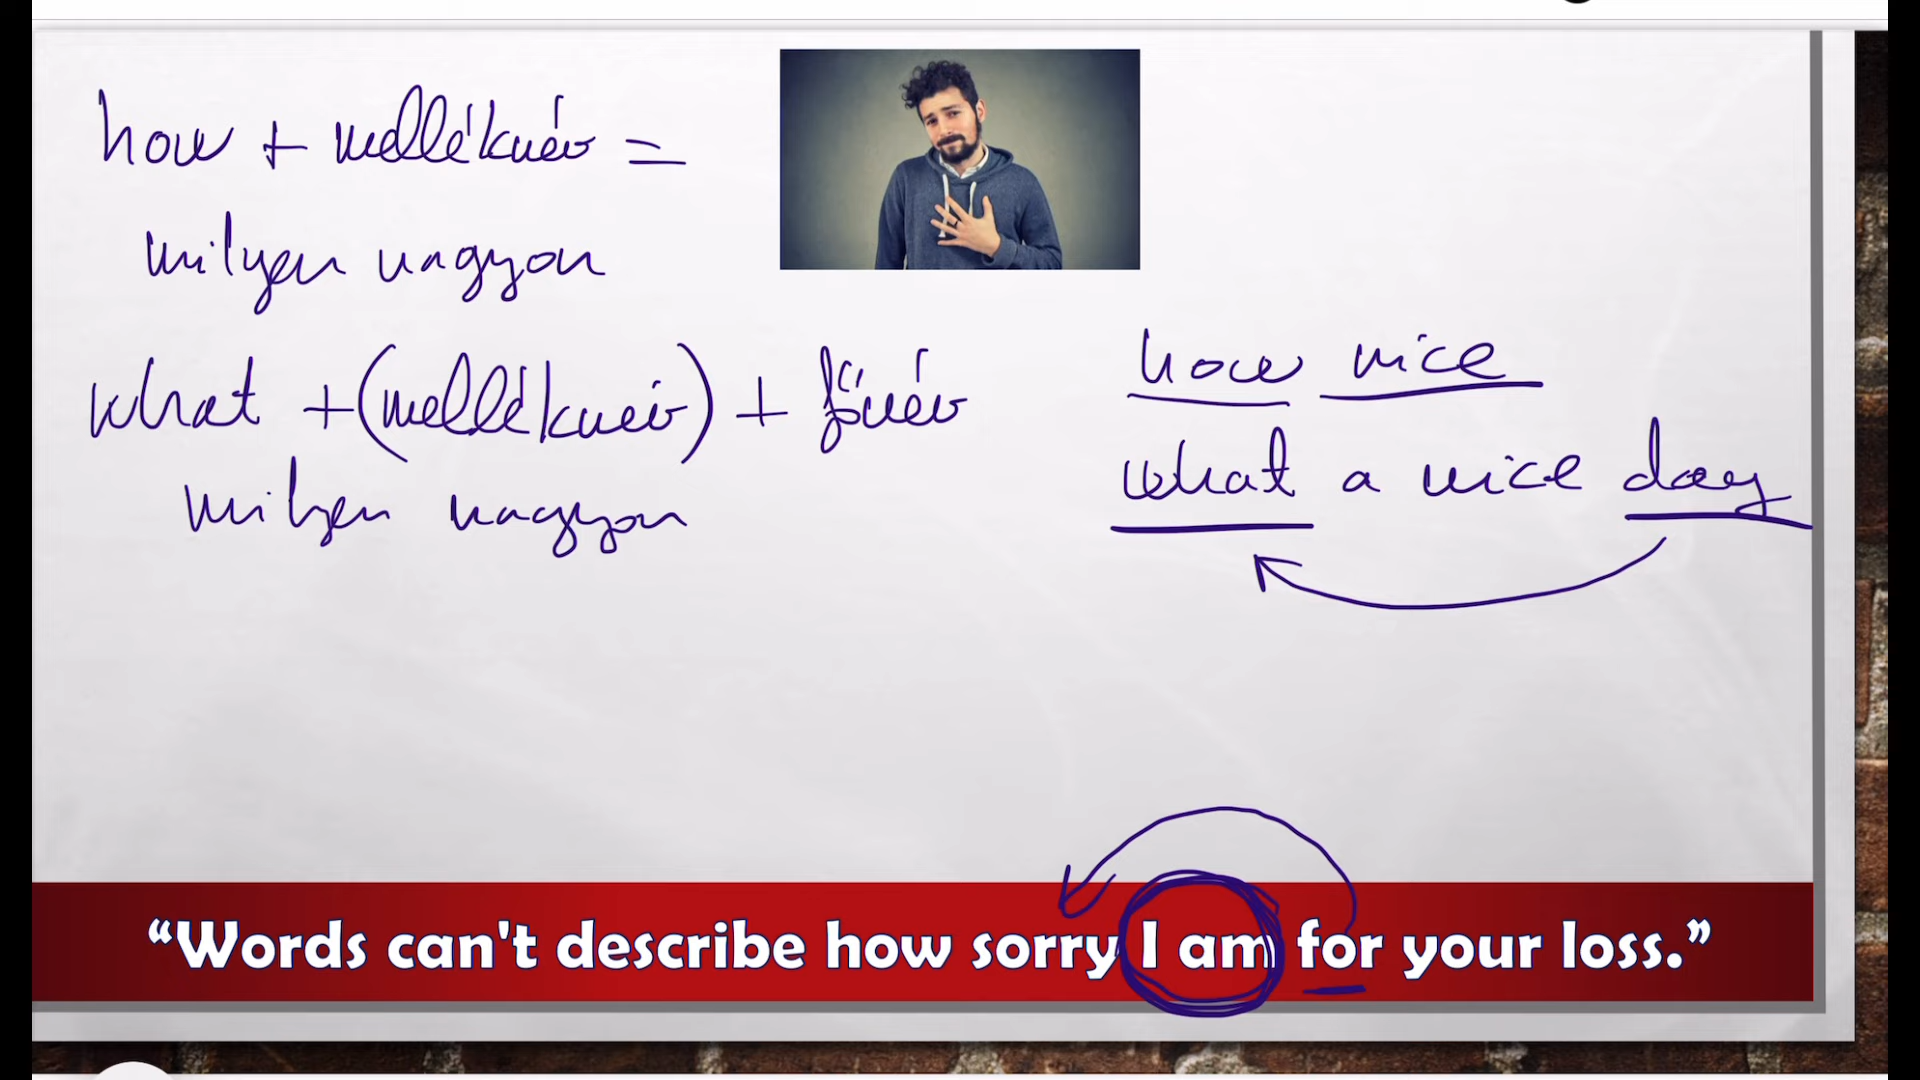 how + melléknév =
milyen nagyon
what + (melléknév) + főnév
milyen nagyon
how nice
what a nice day
“Words can't describe how sorry I am for your loss.”